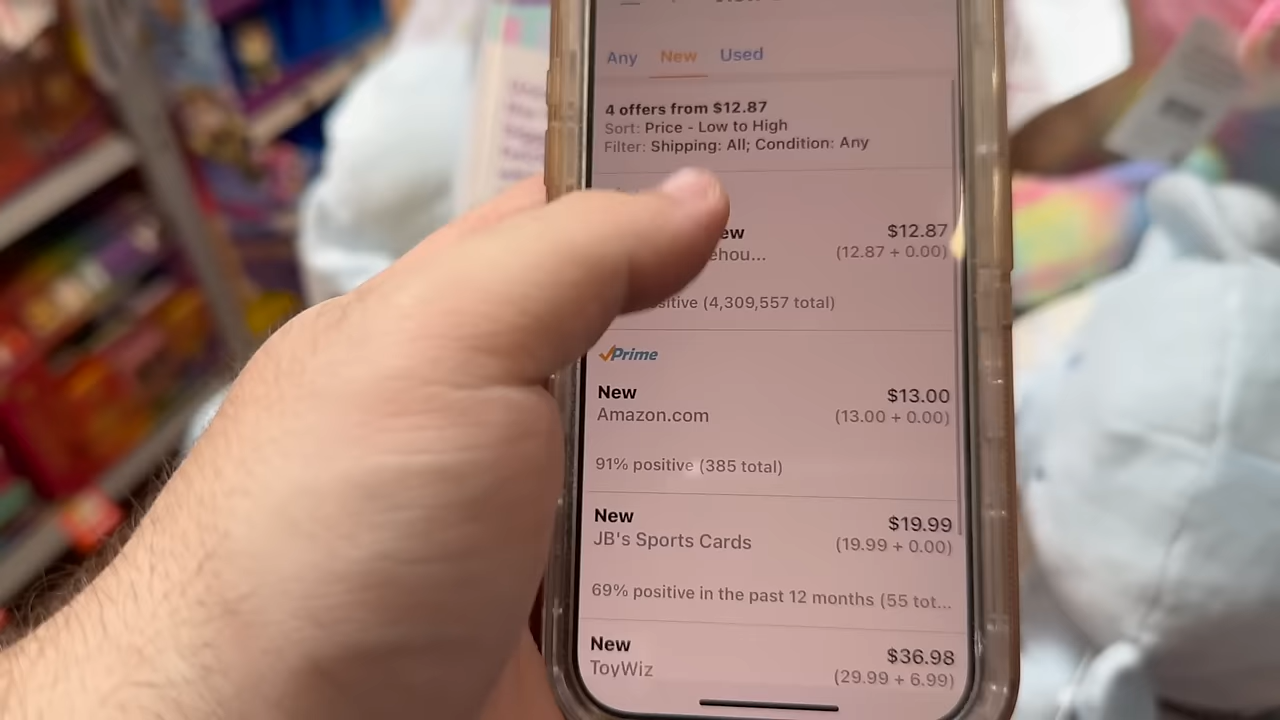 Any New Used
4 offers from $12.87
Sort: Price - Low to High
Filter: Shipping: All; Condition: Any
$12.87
(12.87 + 0.00)
(4,309,557 total)
Prime
New $13.00
Amazon.com (13.00 + 0.00)
91% positive (385 total)
New $19.99
JB's Sports Cards (19.99 + 0.00)
69% positive in the past 12 months (55 tot...
New $36.98
ToyWiz (29.99 + 6.99)